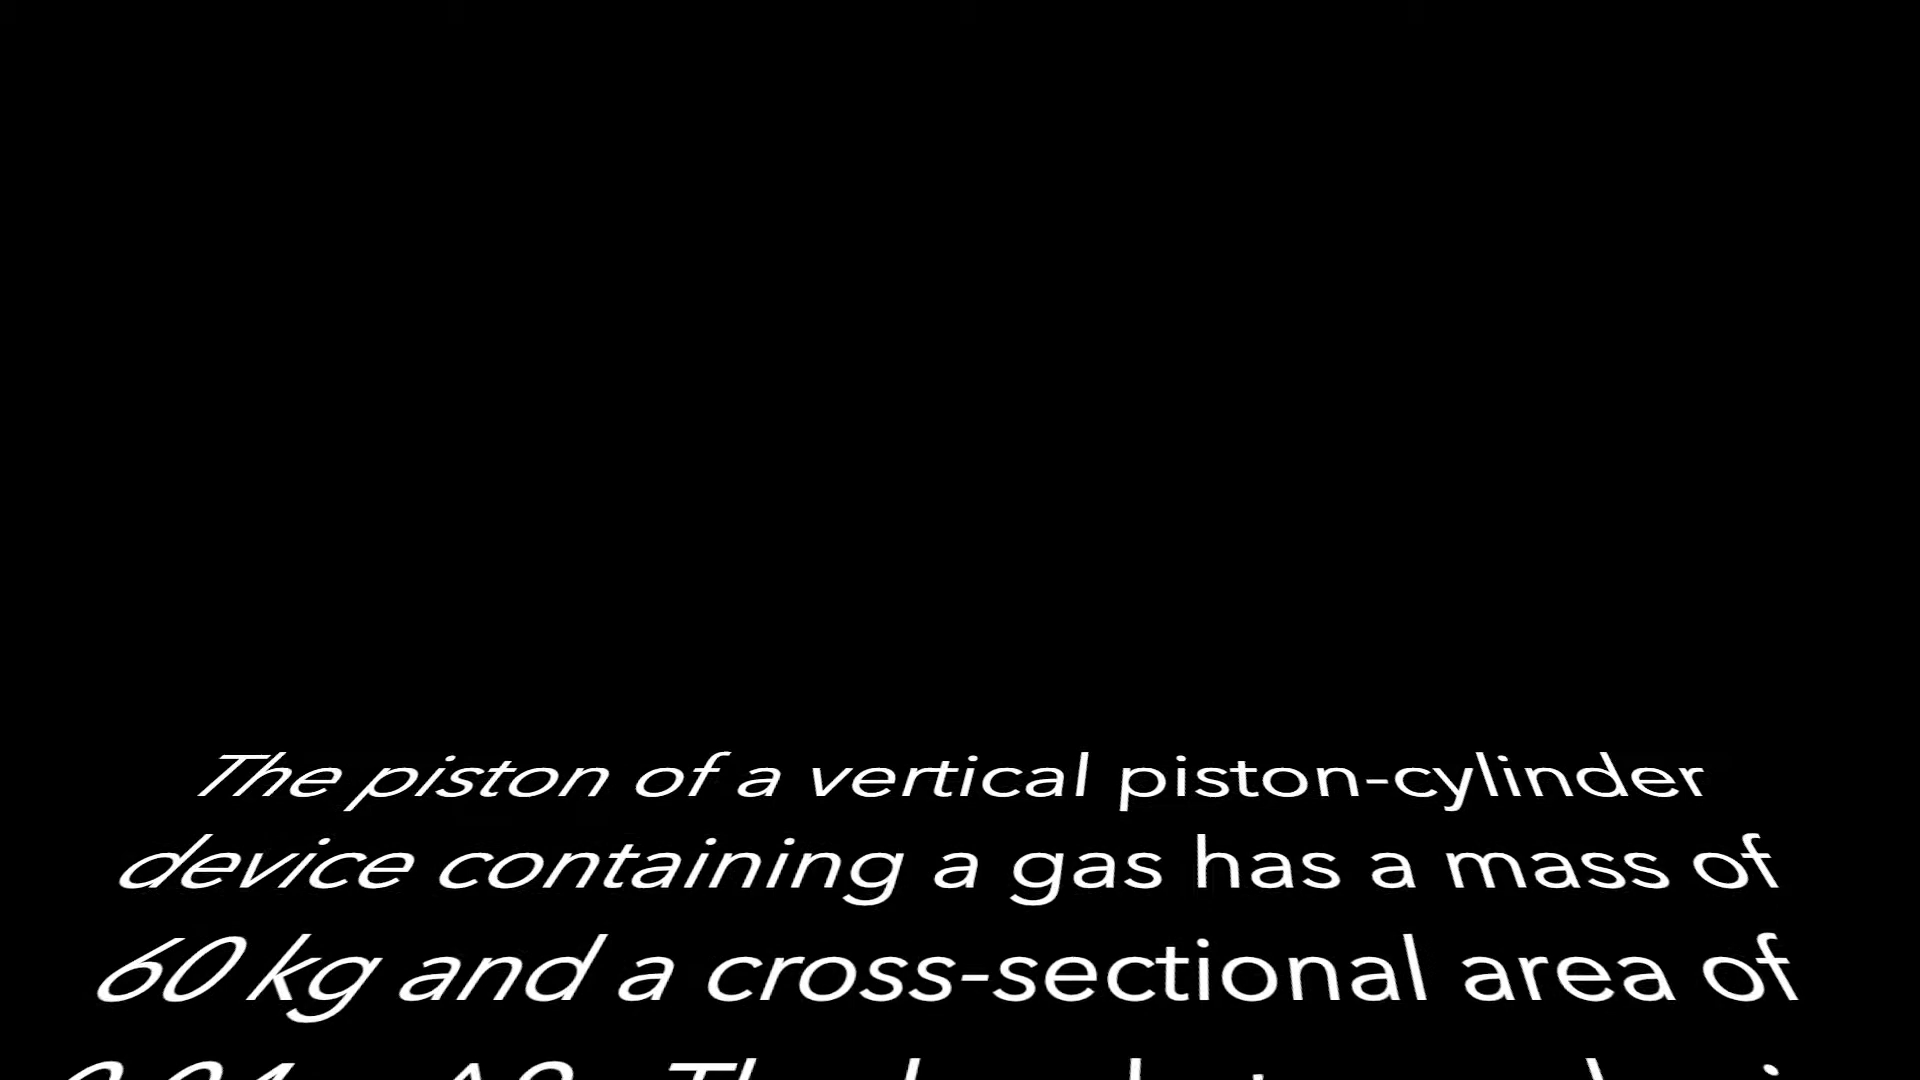 The piston of a vertical piston-cylinder
device containing a gas has a mass of
60 kg and a cross-sectional area of